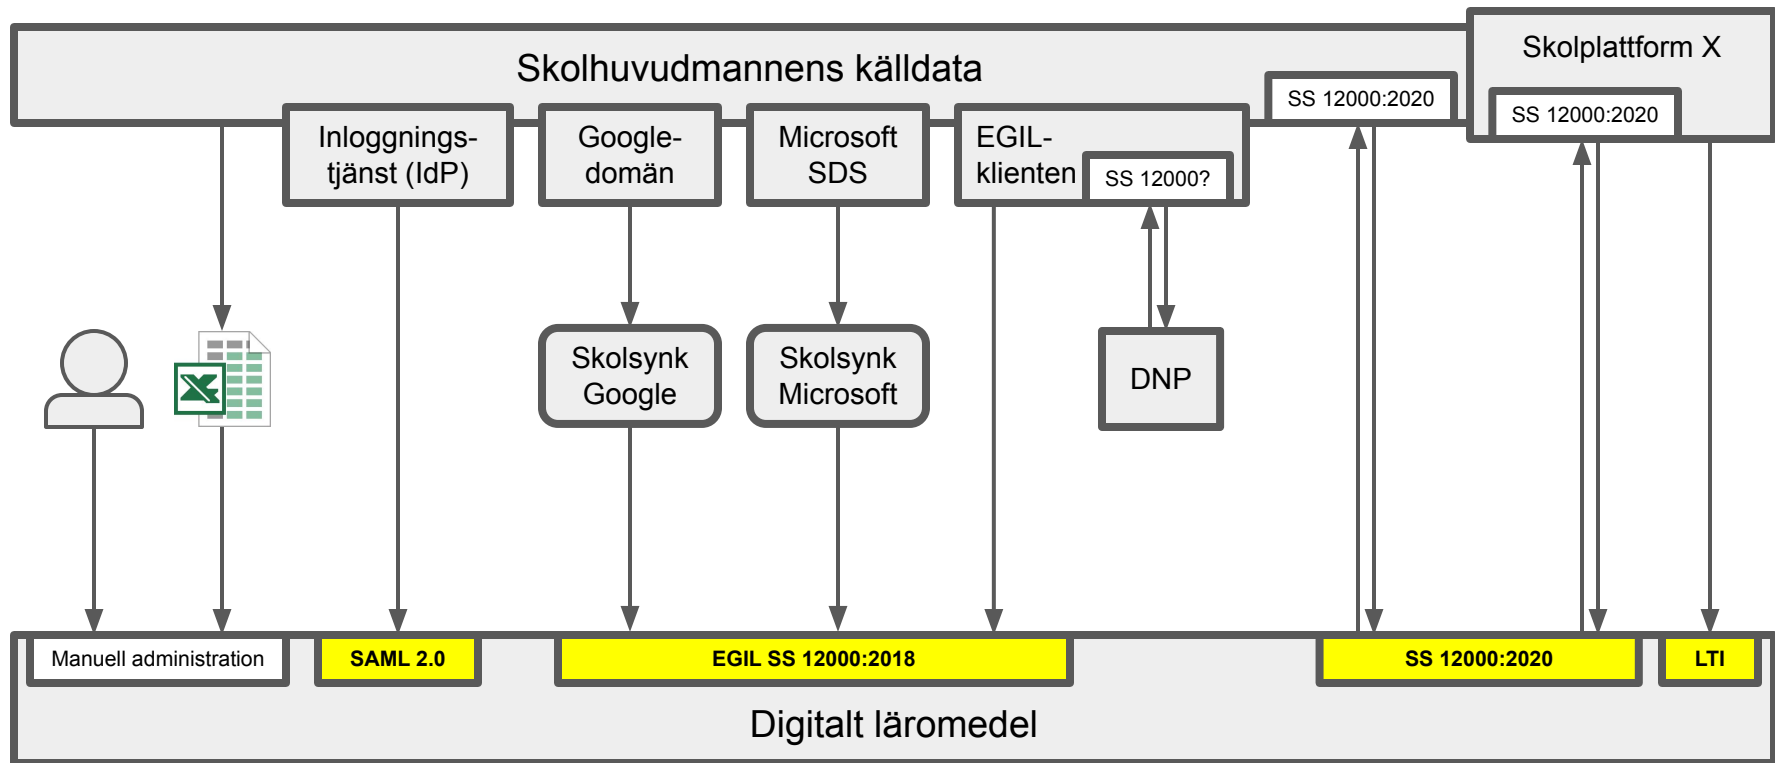 Skolhuvudmannens källdata
Skolplattform X
SS 12000:2020
SS 12000:2020
Inloggnings-
tjänst (IdP)
Google-
domän
Microsoft
SDS
EGIL-
klienten
SS 12000?
Skolsynk
Google
Skolsynk
Microsoft
DNP
Manuell administration
SAML 2.0
EGIL SS 12000:2018
SS 12000:2020
LTI
Digitalt läromedel